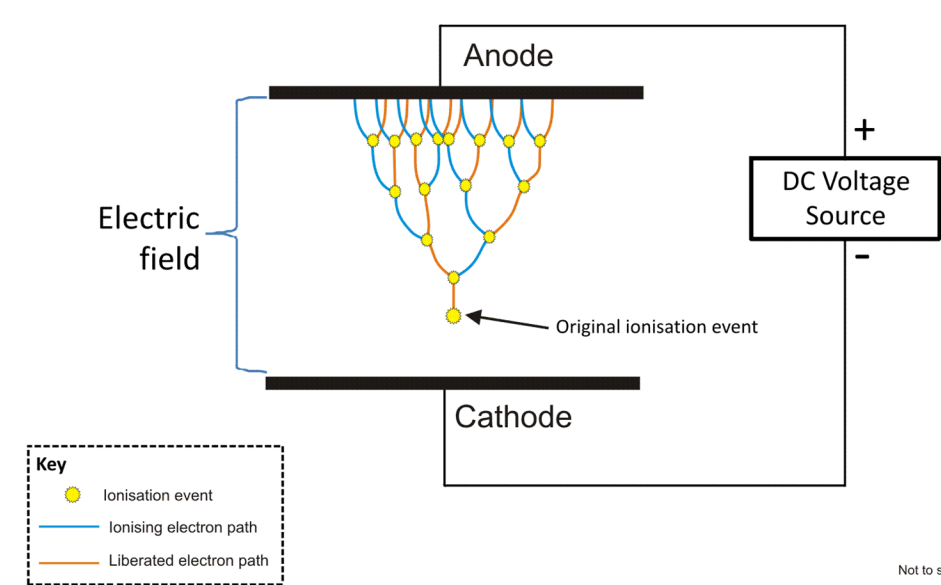 Anode
+
DC Voltage
Source
-
Electric
field
Original ionisation event
Cathode
Key
Ionisation event
Ionising electron path
Liberated electron path
Not to s